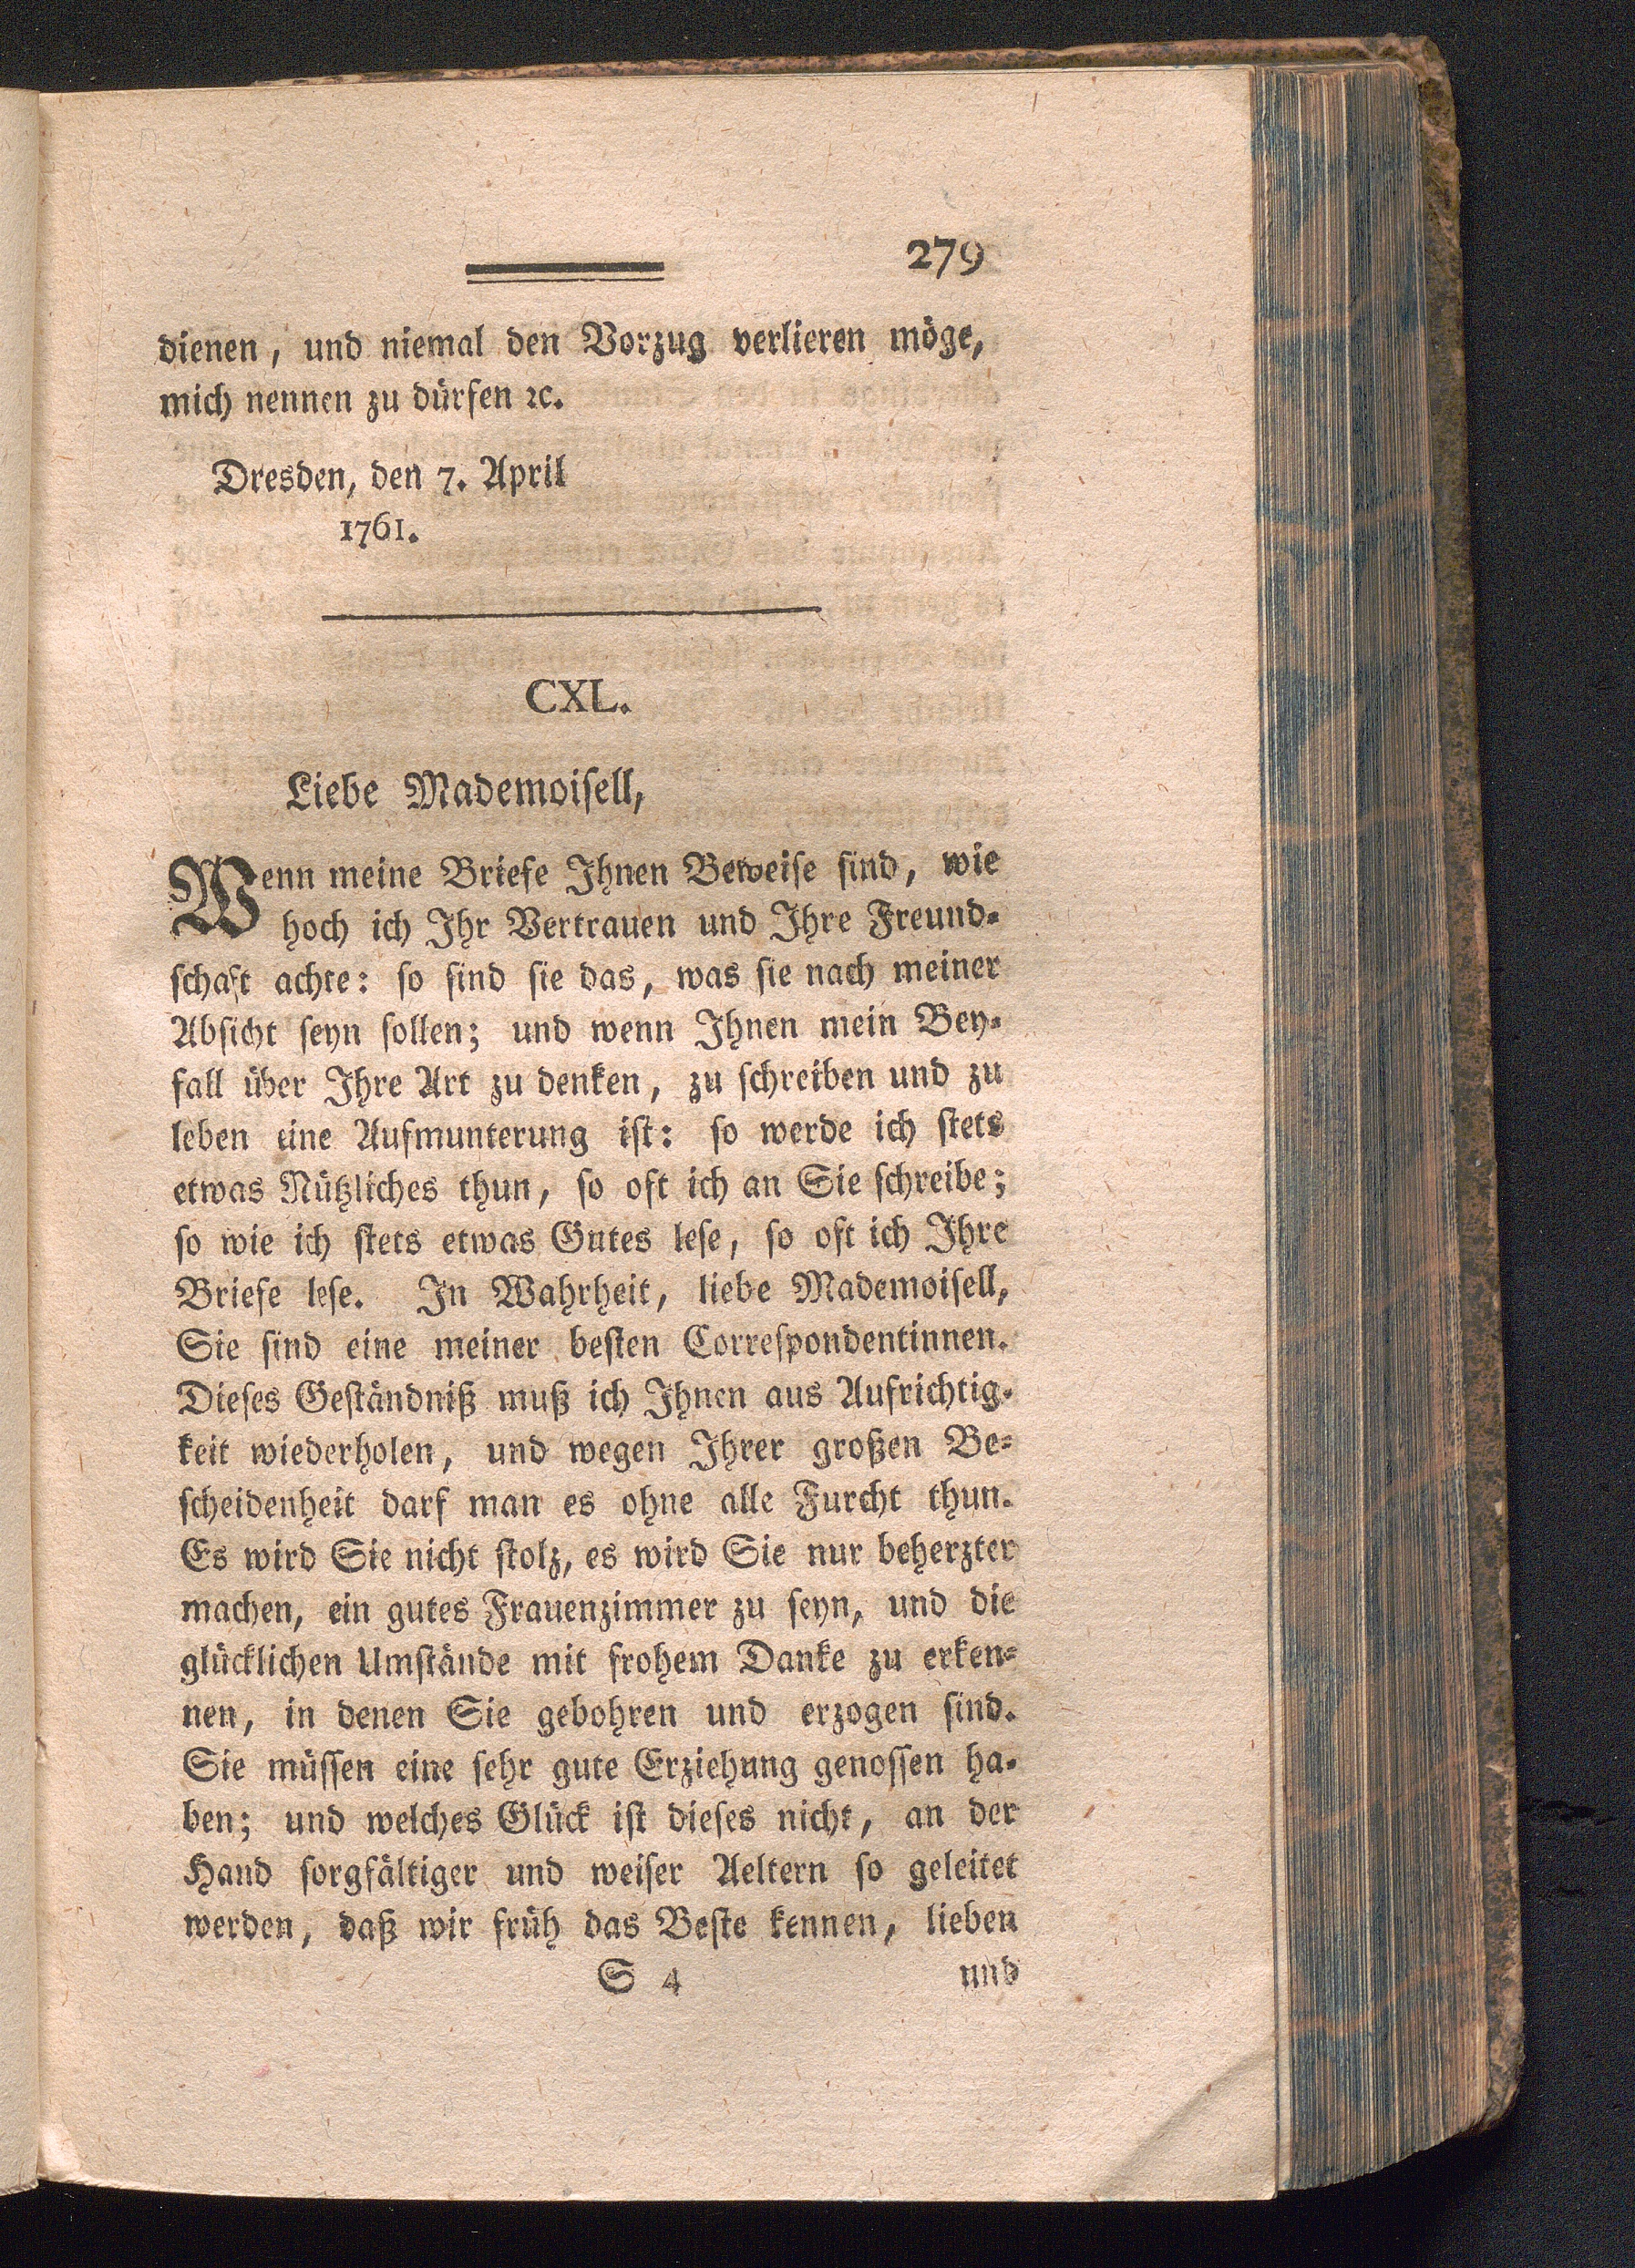 279
dienen, und niemal den Vorzug verlieren möge,
mich nennen zu dürfen ꝛc.
Dresden, den 7. April
1761.
CXL.
Liebe Mademoiſell,
Wenn meine Briefe Ihnen Beweiſe ſind, wie
hoch ich Ihr Vertrauen und Ihre Freund⸗
ſchaft achte: ſo ſind ſie das, was ſie nach meiner
Abſicht ſeyn ſollen; und wenn Ihnen mein Bey⸗
fall über Ihre Art zu denken, zu ſchreiben und zu
leben eine Aufmunterung iſt: ſo werde ich ſtets
etwas Nützliches thun, ſo oft ich an Sie ſchreibe;
ſo wie ich ſtets etwas Gutes leſe, ſo oft ich Ihre
Briefe leſe. In Wahrheit, liebe Mademoiſell,
Sie ſind eine meiner beſten Correſpondentinnen.
Dieſes Geſtändniß muß ich Ihnen aus Aufrichtig⸗
keit wiederholen, und wegen Ihrer großen Be⸗
ſcheidenheit darf man es ohne alle Furcht thun.
Es wird Sie nicht ſtolz, es wird Sie nur beherzter
machen, ein gutes Frauenzimmer zu ſeyn, und die
glücklichen Umſtände mit frohem Danke zu erken⸗
nen, in denen Sie gebohren und erzogen ſind.
Sie müſſen eine ſehr gute Erziehung genoſſen ha⸗
ben; und welches Glück iſt dieſes nicht, an der
Hand ſorgfältiger und weiſer Aeltern ſo geleitet
werden, daß wir früh das Beſte kennen, lieben
S 4 und